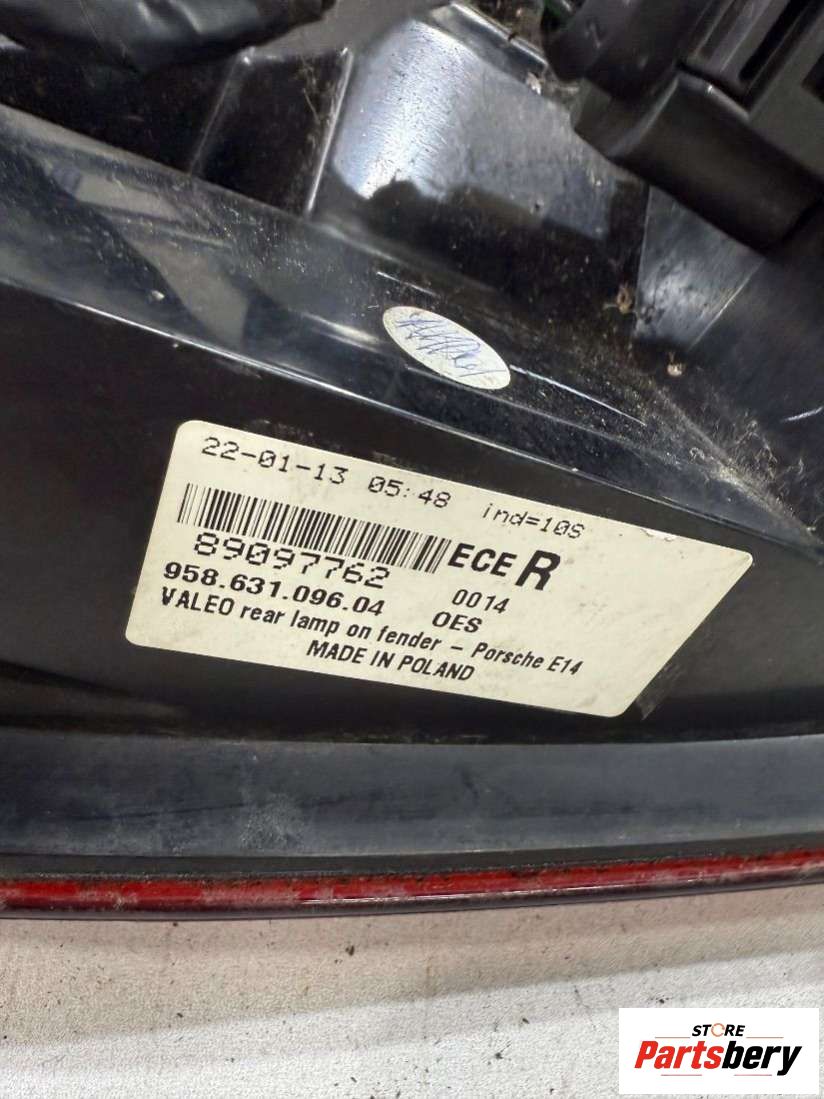 22-01-13 05:48 ind=10S
89097762 ECE R
958.631.096.04 0014
OES
VALEO rear lamp on fender - Porsche E14
MADE IN POLAND
STORE
Partsbery